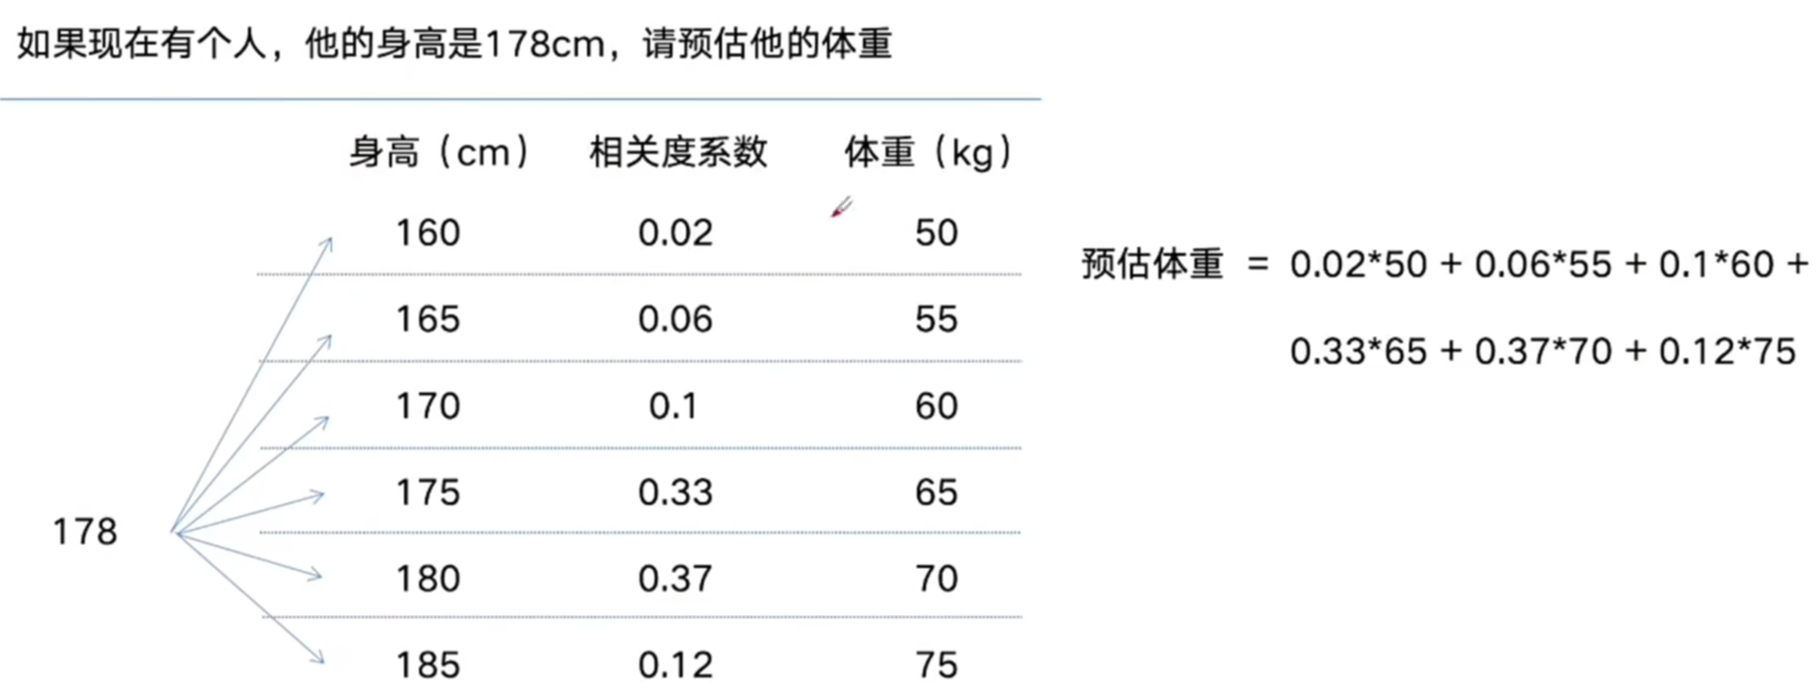 如果现在有个人，他的身高是178cm，请预估他的体重
身高（cm） 相关度系数 体重（kg）
160 0.02 50
165 0.06 55
170 0.1 60
175 0.33 65
178
180 0.37 70
185 0.12 75
预估体重 = 0.02*50 + 0.06*55 + 0.1*60 +
0.33*65 + 0.37*70 + 0.12*75